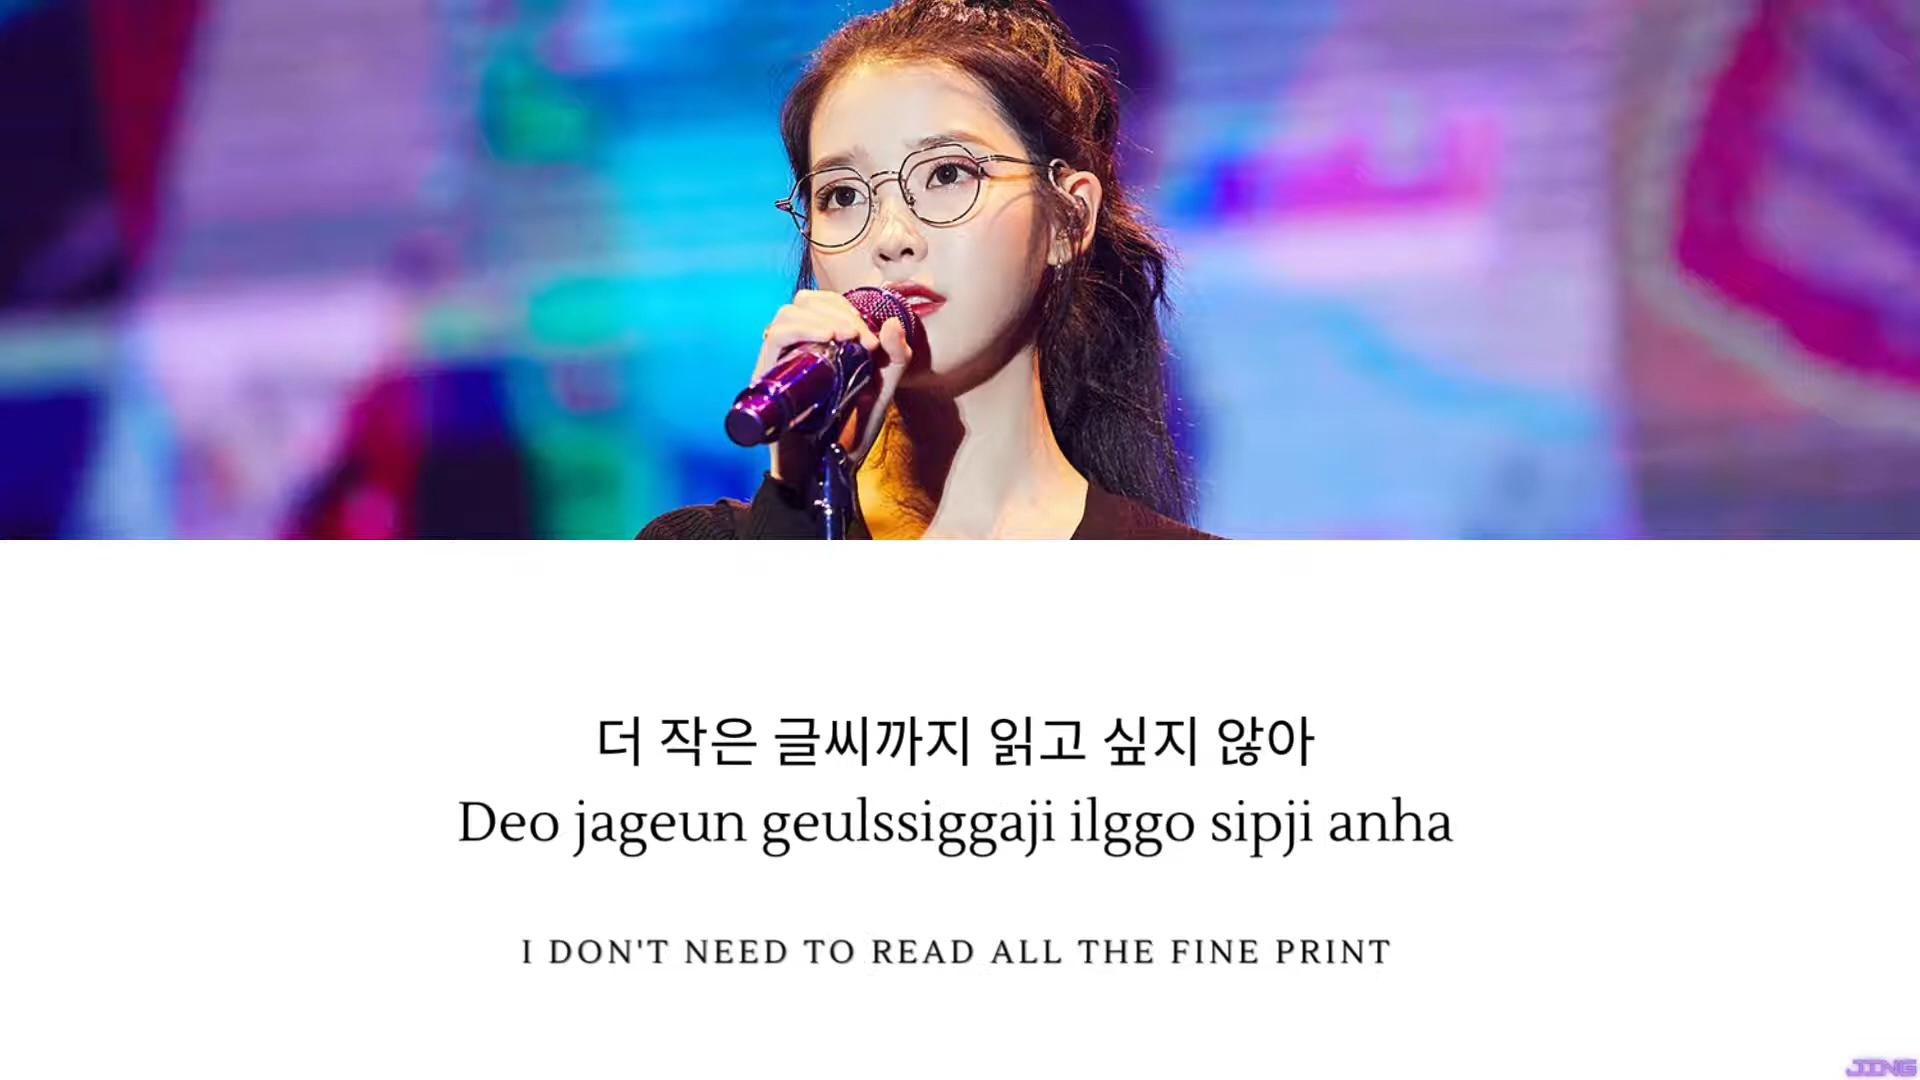 더 작은 글씨까지 읽고 싶지 않아
Deo jageun geulssiggaji ilggo sipji anha
I DON'T NEED TO READ ALL THE FINE PRINT
JING